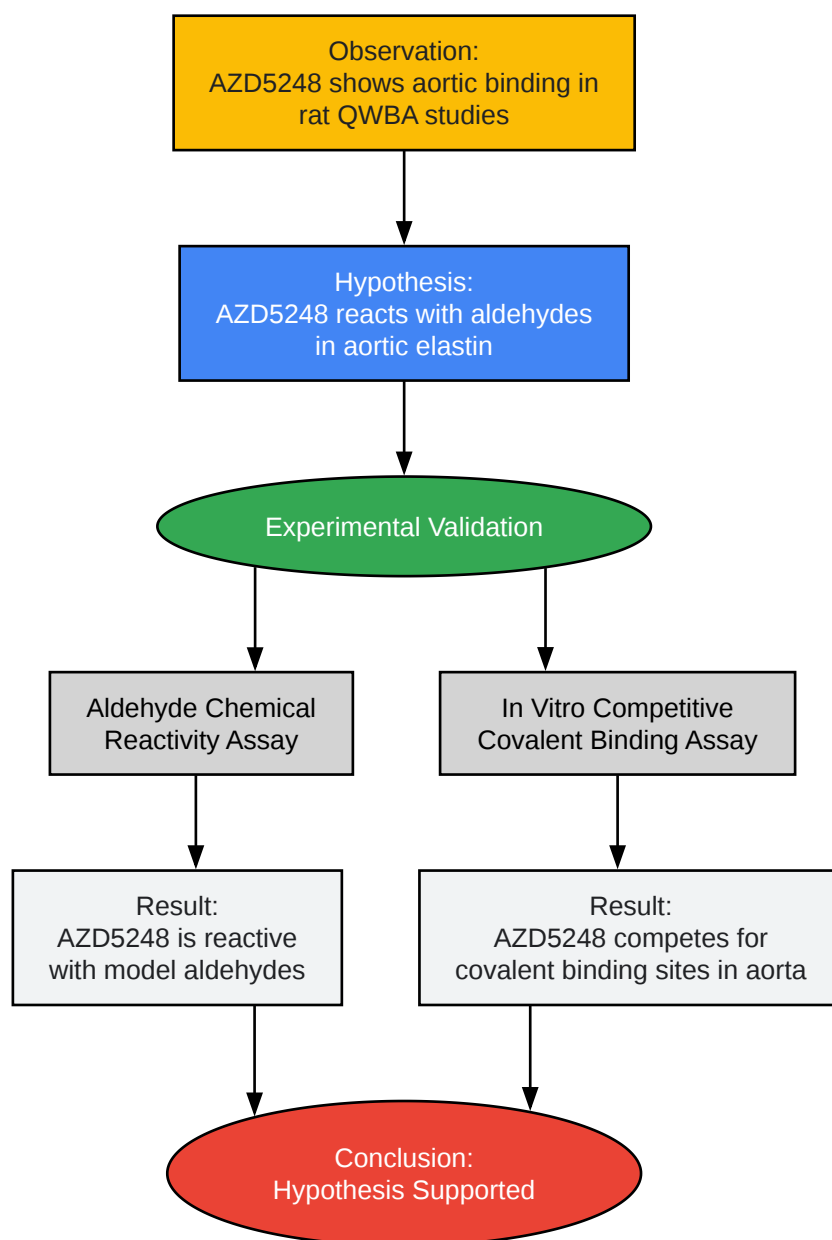 Observation:
AZD5248 shows aortic binding in
rat QWBA studies
Hypothesis:
AZD5248 reacts with aldehydes
in aortic elastin
Experimental Validation
Aldehyde Chemical
Reactivity Assay
In Vitro Competitive
Covalent Binding Assay
Result:
AZD5248 is reactive
with model aldehydes
Result:
AZD5248 competes for
covalent binding sites in aorta
Conclusion:
Hypothesis Supported